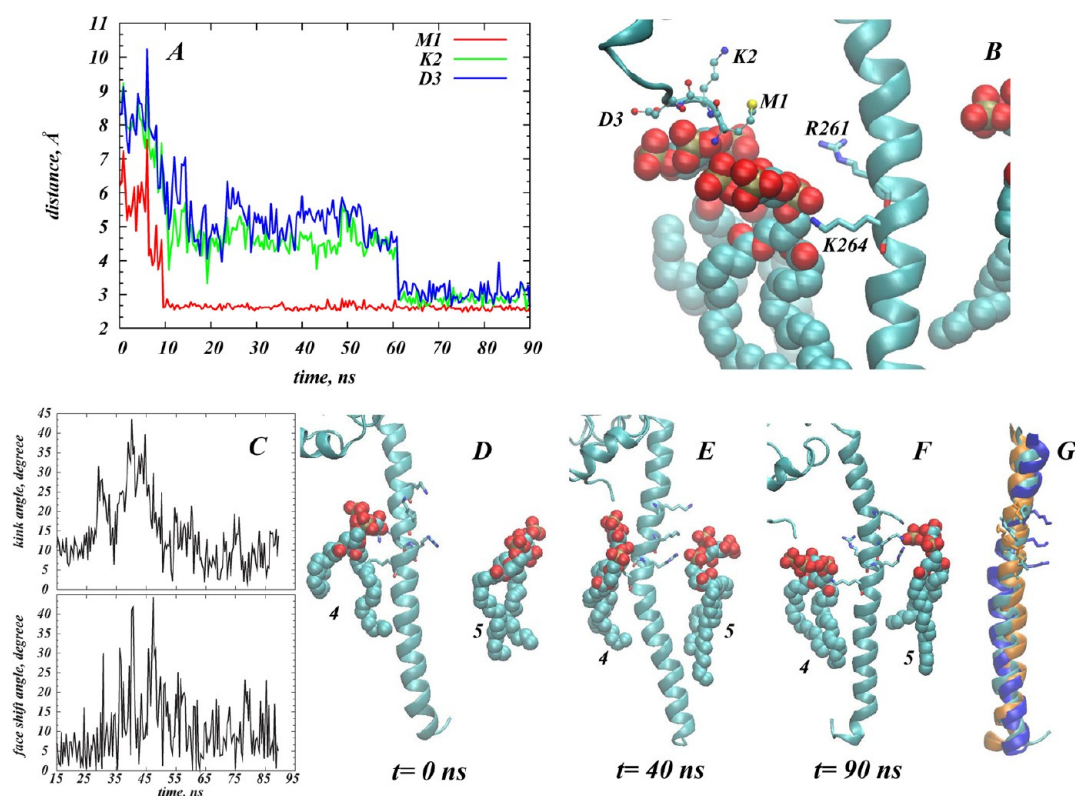 11
10
9
8
7
6
5
4
3
2
distance, Å
A
M1
K2
D3
0 10 20 30 40 50 60 70 80 90
time, ns
B
K2
M1
D3
R261
K264
45
40
35
30
25
20
15
10
5
0
kink angle, degreece
C
40
35
30
25
20
15
10
5
0
face shift angle, degreece
15 25 35 45 55 65 75 85 95
time, ns
D
4
5
t= 0 ns
E
4
5
t= 40 ns
F
4
5
t= 90 ns
G